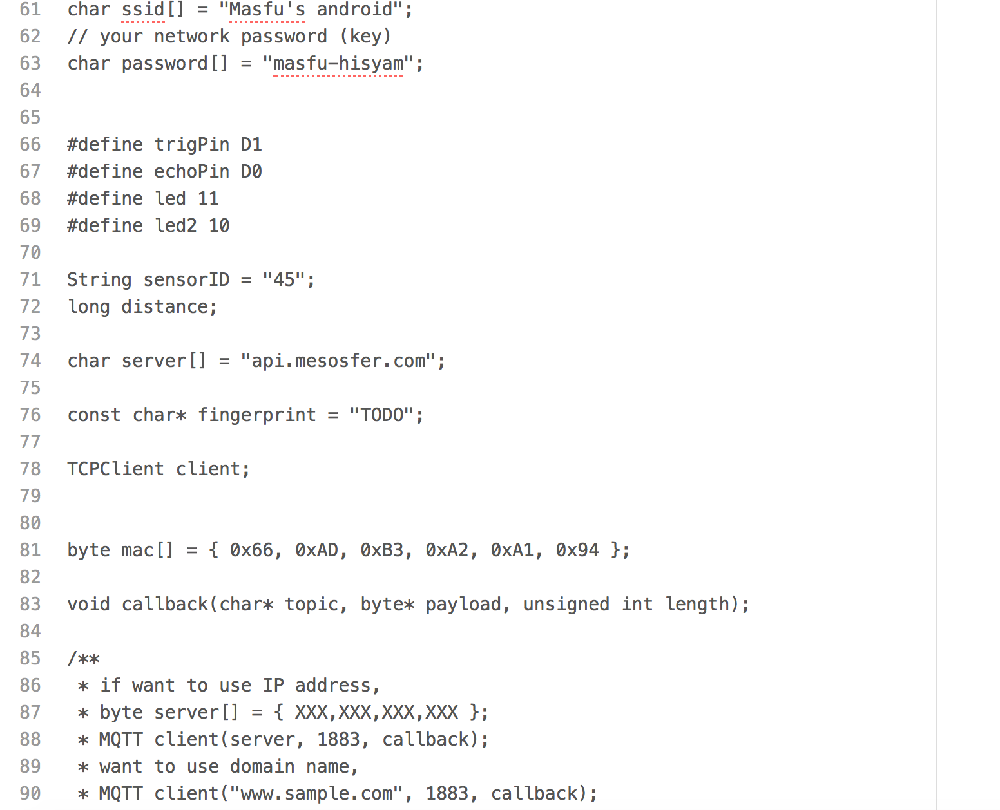 61 char ssid[] = "Masfu's android";
62 // your network password (key)
63 char password[] = "masfu-hisyam";
64
65
66 #define trigPin D1
67 #define echoPin D0
68 #define led 11
69 #define led2 10
70
71 String sensorID = "45";
72 long distance;
73
74 char server[] = "api.mesosfer.com";
75
76 const char* fingerprint = "TODO";
77
78 TCPClient client;
79
80
81 byte mac[] = { 0x66, 0xAD, 0xB3, 0xA2, 0xA1, 0x94 };
82
83 void callback(char* topic, byte* payload, unsigned int length);
84
85 /**
86  * if want to use IP address,
87  * byte server[] = { XXX,XXX,XXX,XXX };
88  * MQTT client(server, 1883, callback);
89  * want to use domain name,
90  * MQTT client("www.sample.com", 1883, callback);